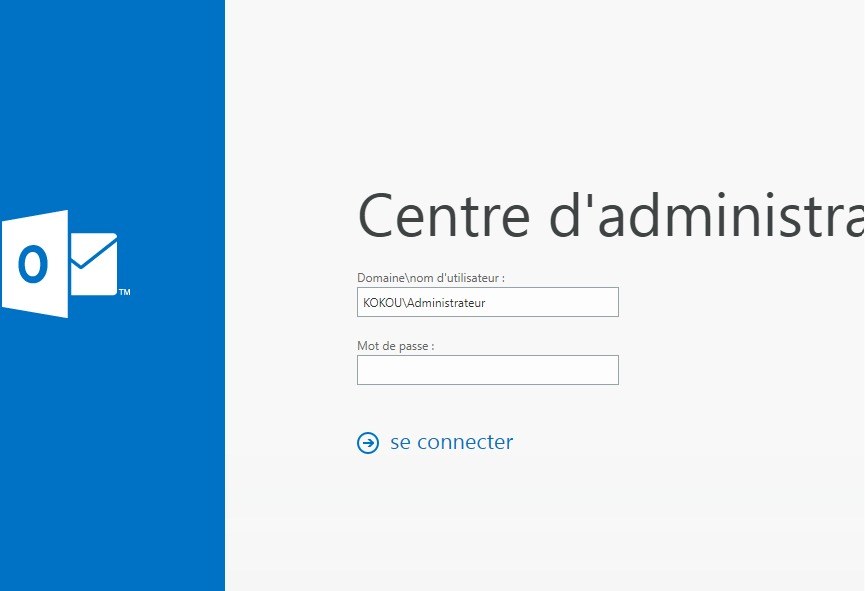 Centre d'administra
Domaine\nom d'utilisateur :
KOKOU\Administrateur
Mot de passe :
se connecter
O
TM